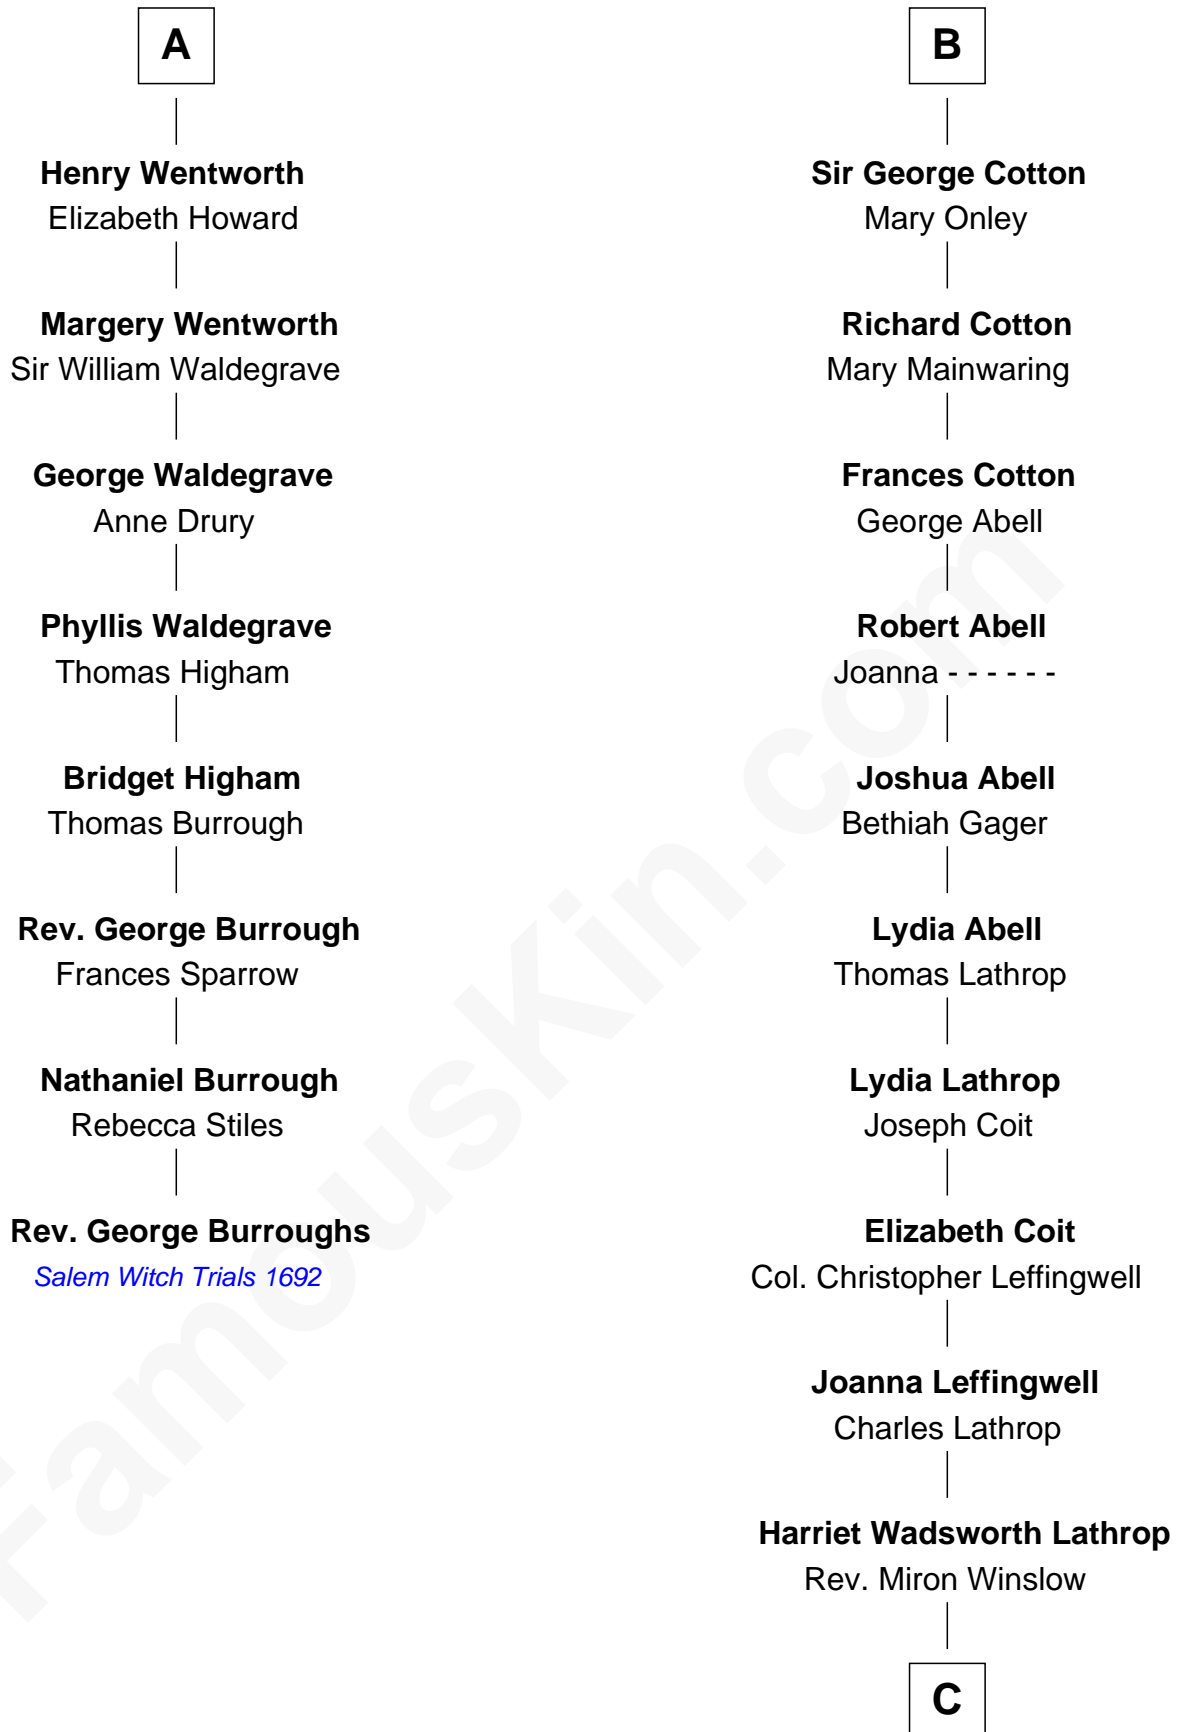 A
Henry Wentworth
Elizabeth Howard
Margery Wentworth
Sir William Waldegrave
George Waldegrave
Anne Drury
Phyllis Waldegrave
Thomas Higham
Bridget Higham
Thomas Burrough
Rev. George Burrough
Frances Sparrow
Nathaniel Burrough
Rebecca Stiles
Rev. George Burroughs
Salem Witch Trials 1692
B
Sir George Cotton
Mary Onley
Richard Cotton
Mary Mainwaring
Frances Cotton
George Abell
Robert Abell
Joanna - - - - - -
Joshua Abell
Bethiah Gager
Lydia Abell
Thomas Lathrop
Lydia Lathrop
Joseph Coit
Elizabeth Coit
Col. Christopher Leffingwell
Joanna Leffingwell
Charles Lathrop
Harriet Wadsworth Lathrop
Rev. Miron Winslow
C
FamousKin.com